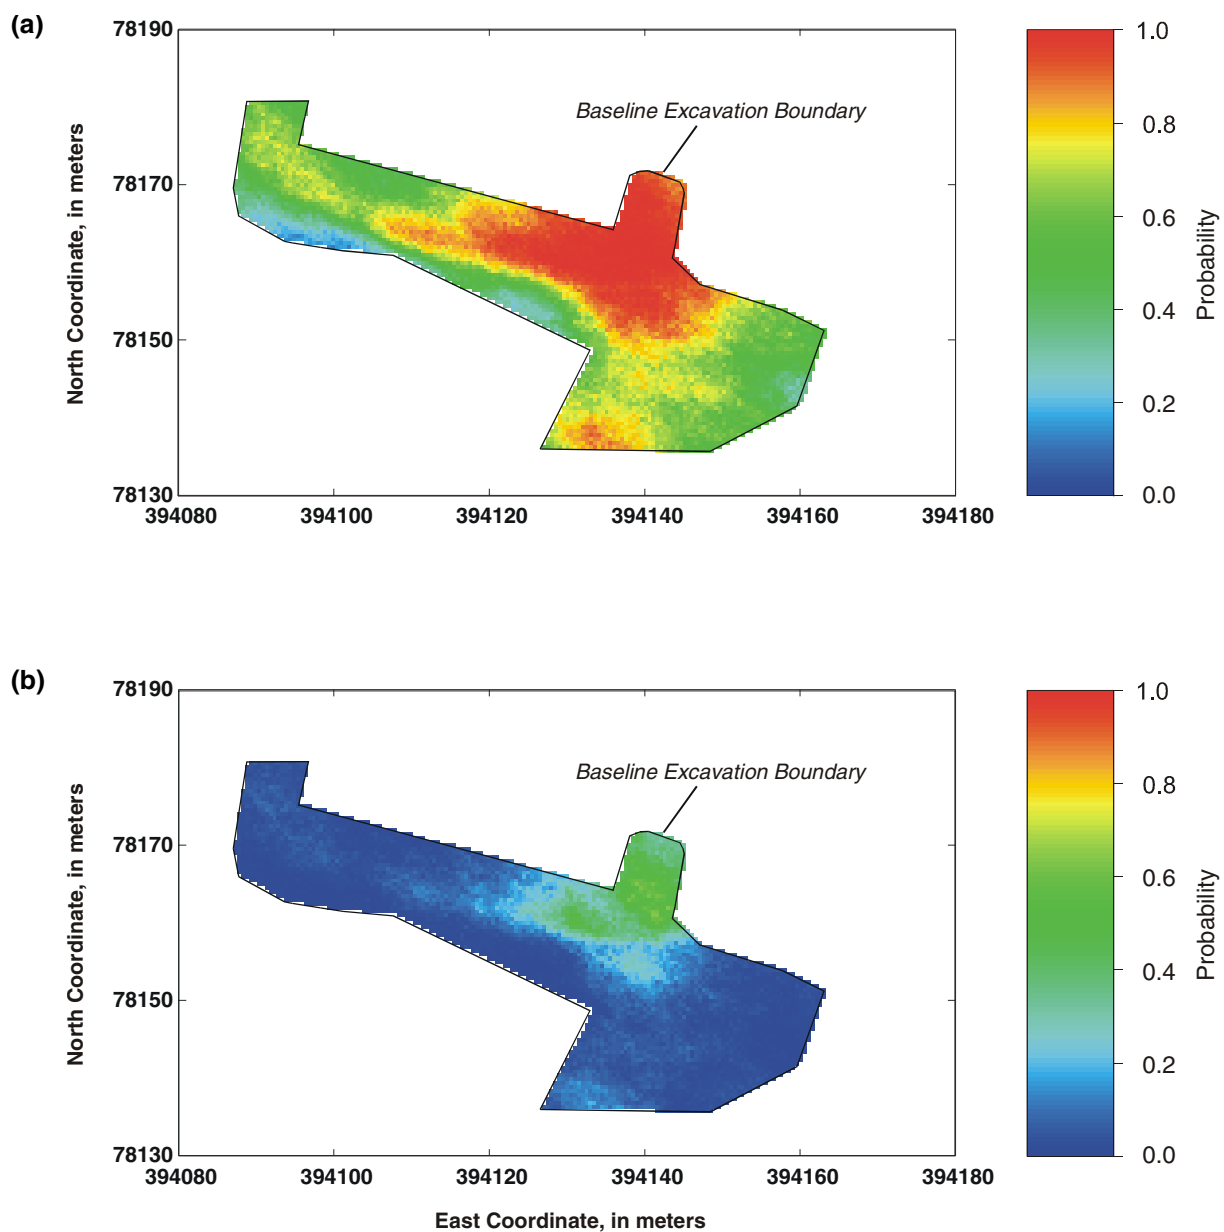 (a)
78190
78170
78150
78130
North Coordinate, in meters
394080 394100 394120 394140 394160 394180
Baseline Excavation Boundary
1.0
0.8
0.6
0.4
0.2
0.0
Probability
(b)
78190
78170
78150
78130
North Coordinate, in meters
394080 394100 394120 394140 394160 394180
East Coordinate, in meters
Baseline Excavation Boundary
1.0
0.8
0.6
0.4
0.2
0.0
Probability